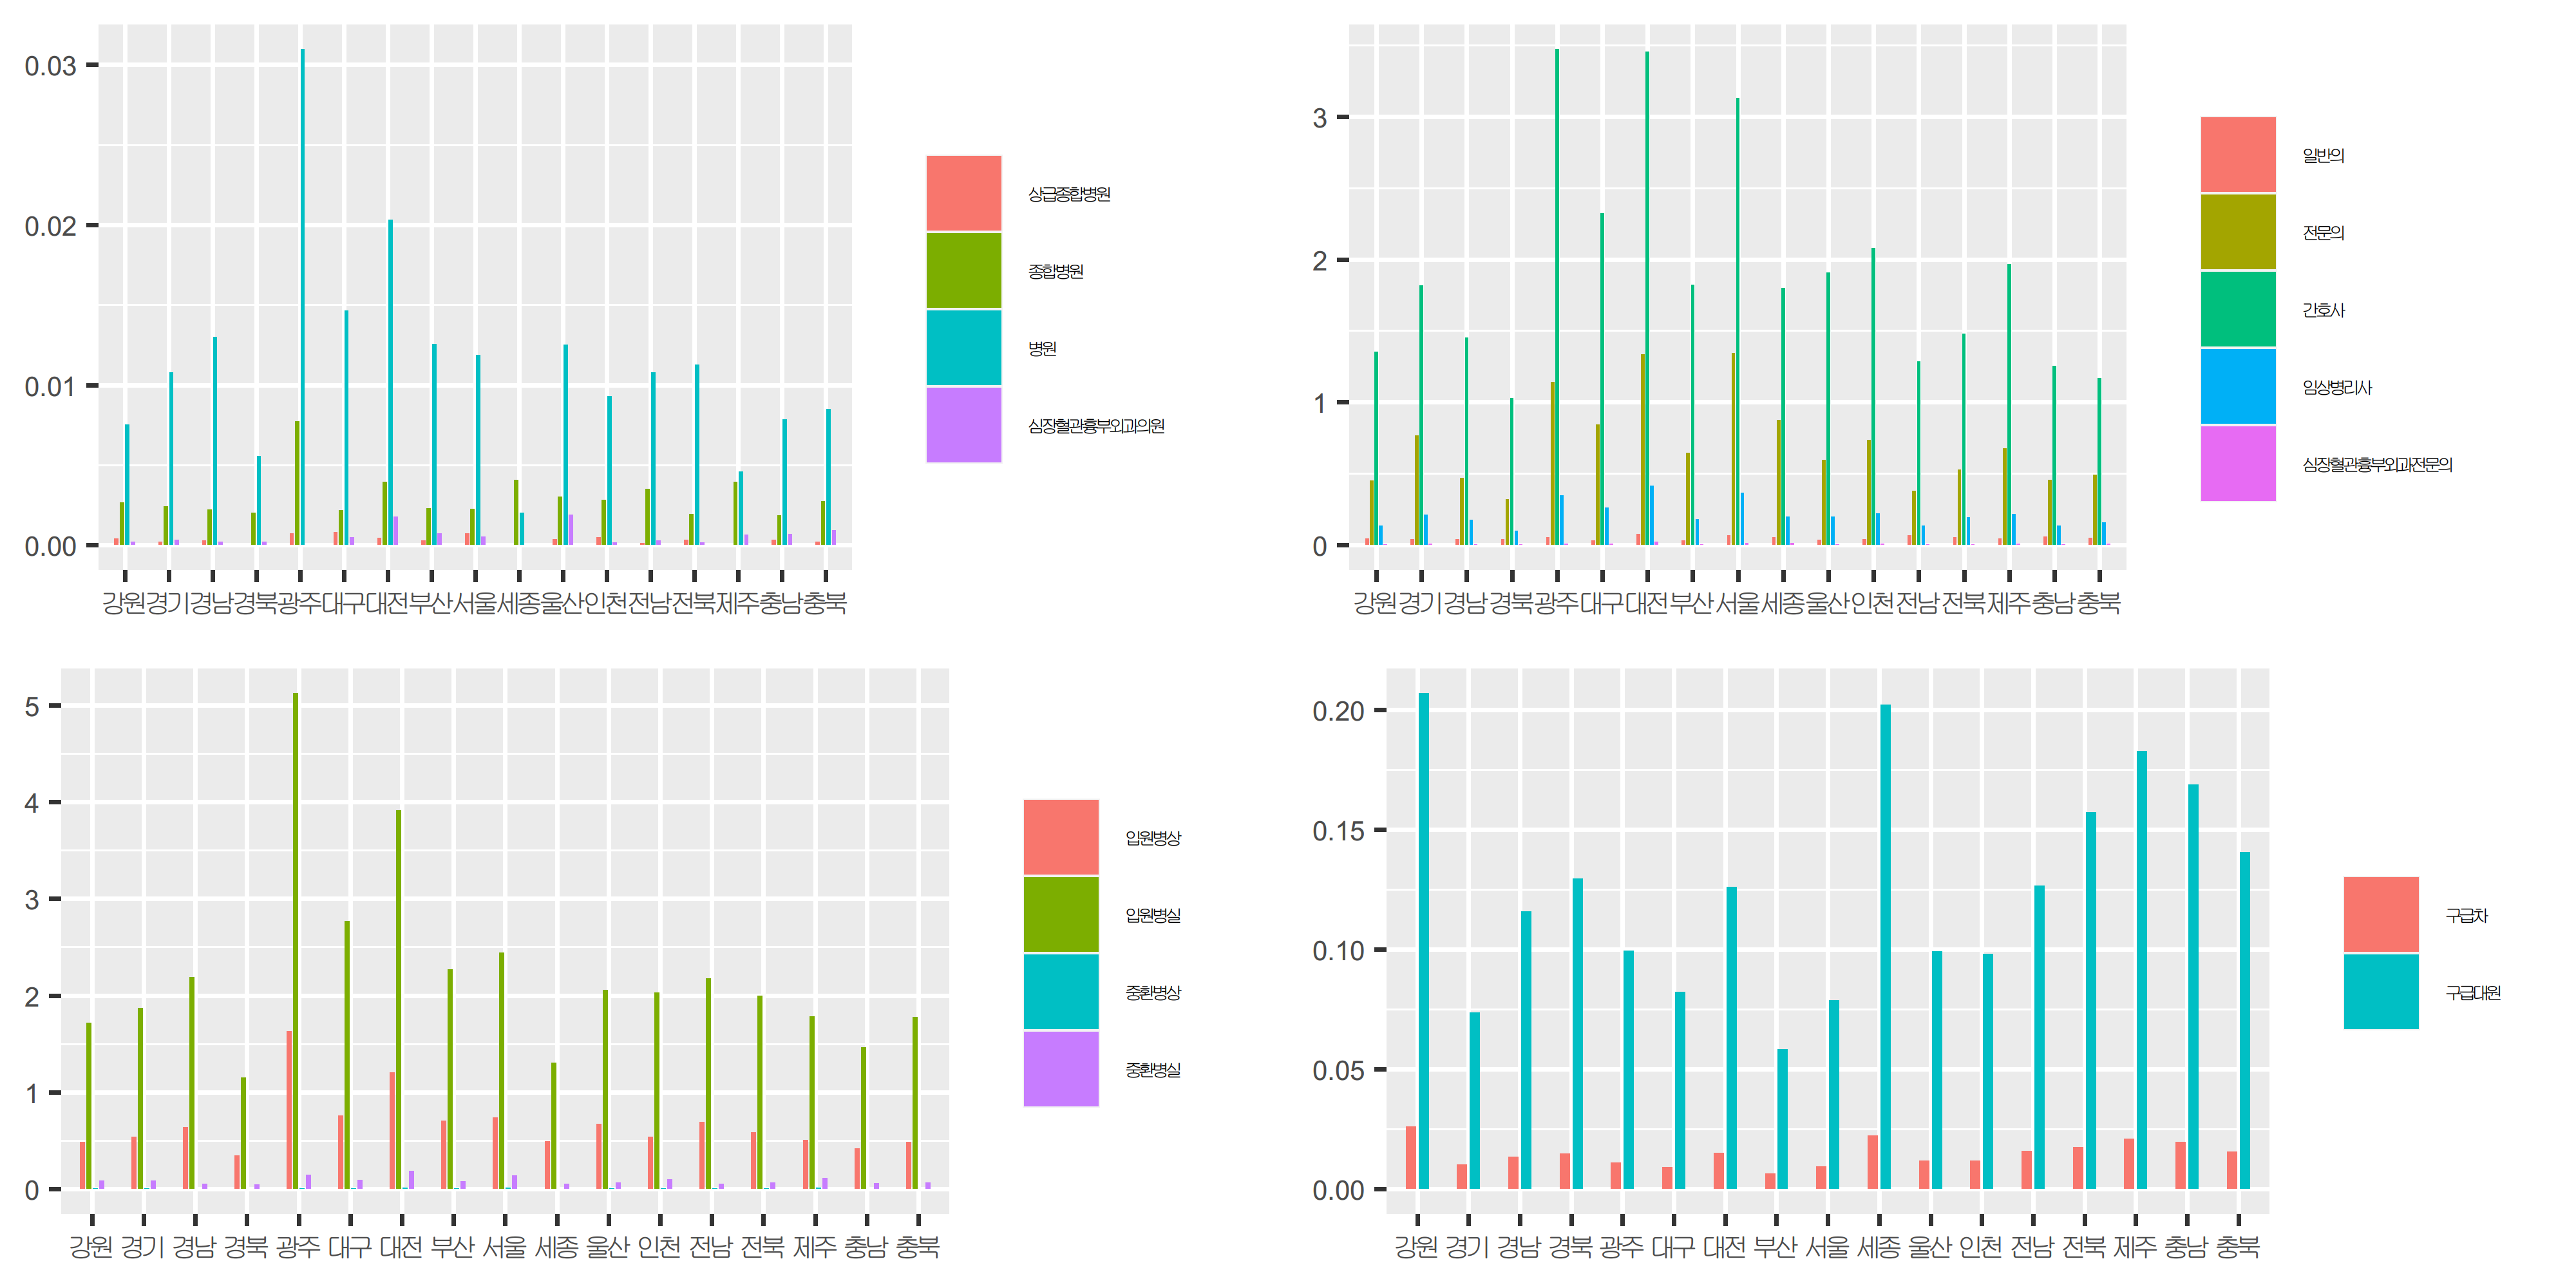 0.03
0.02
0.01
0.00
강원 경기 경남 경북 광주 대구 대전 부산 서울 세종 울산 인천 전남 전북 제주 충남 충북
상급종합병원
종합병원
병원
심장혈관흉부외과의원
3
2
1
0
강원 경기 경남 경북 광주 대구 대전 부산 서울 세종 울산 인천 전남 전북 제주 충남 충북
일반의
전문의
간호사
임상병리사
심장혈관흉부외과전문의
5
4
3
2
1
0
강원 경기 경남 경북 광주 대구 대전 부산 서울 세종 울산 인천 전남 전북 제주 충남 충북
입원병상
입원병실
중환병상
중환병실
0.20
0.15
0.10
0.05
0.00
강원 경기 경남 경북 광주 대구 대전 부산 서울 세종 울산 인천 전남 전북 제주 충남 충북
구급차
구급대원